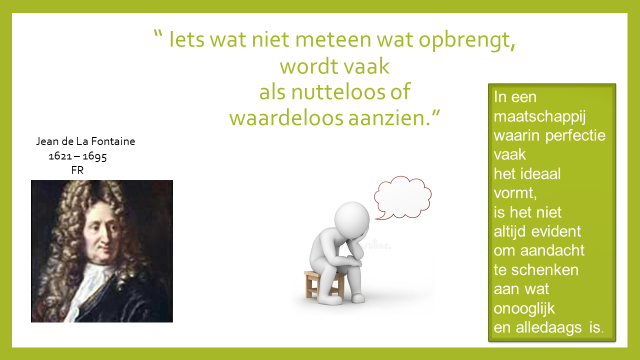 “ Iets wat niet meteen wat opbrengt,
wordt vaak
als nutteloos of
waardeloos aanzien.”
Jean de La Fontaine
1621 – 1695
FR
In een
maatschappij
waarin perfectie
vaak
het ideaal
vormt,
is het niet
altijd evident
om aandacht
te schenken
aan wat
onooglijk
en alledaags is.